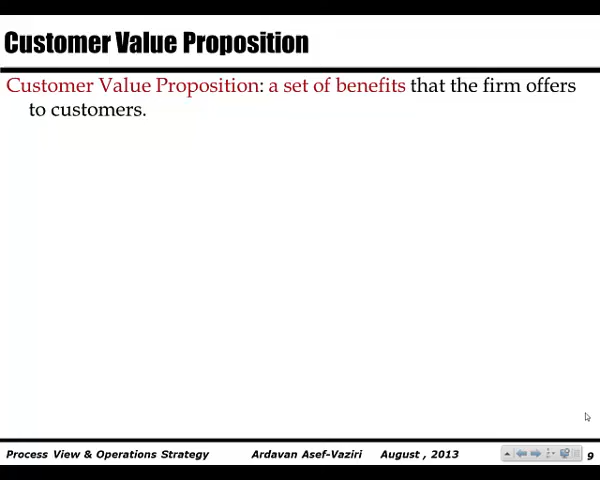 Customer Value Proposition
Customer Value Proposition: a set of benefits that the firm offers
to customers.
Process View & Operations Strategy Ardavan Asef-Vaziri August , 2013 9